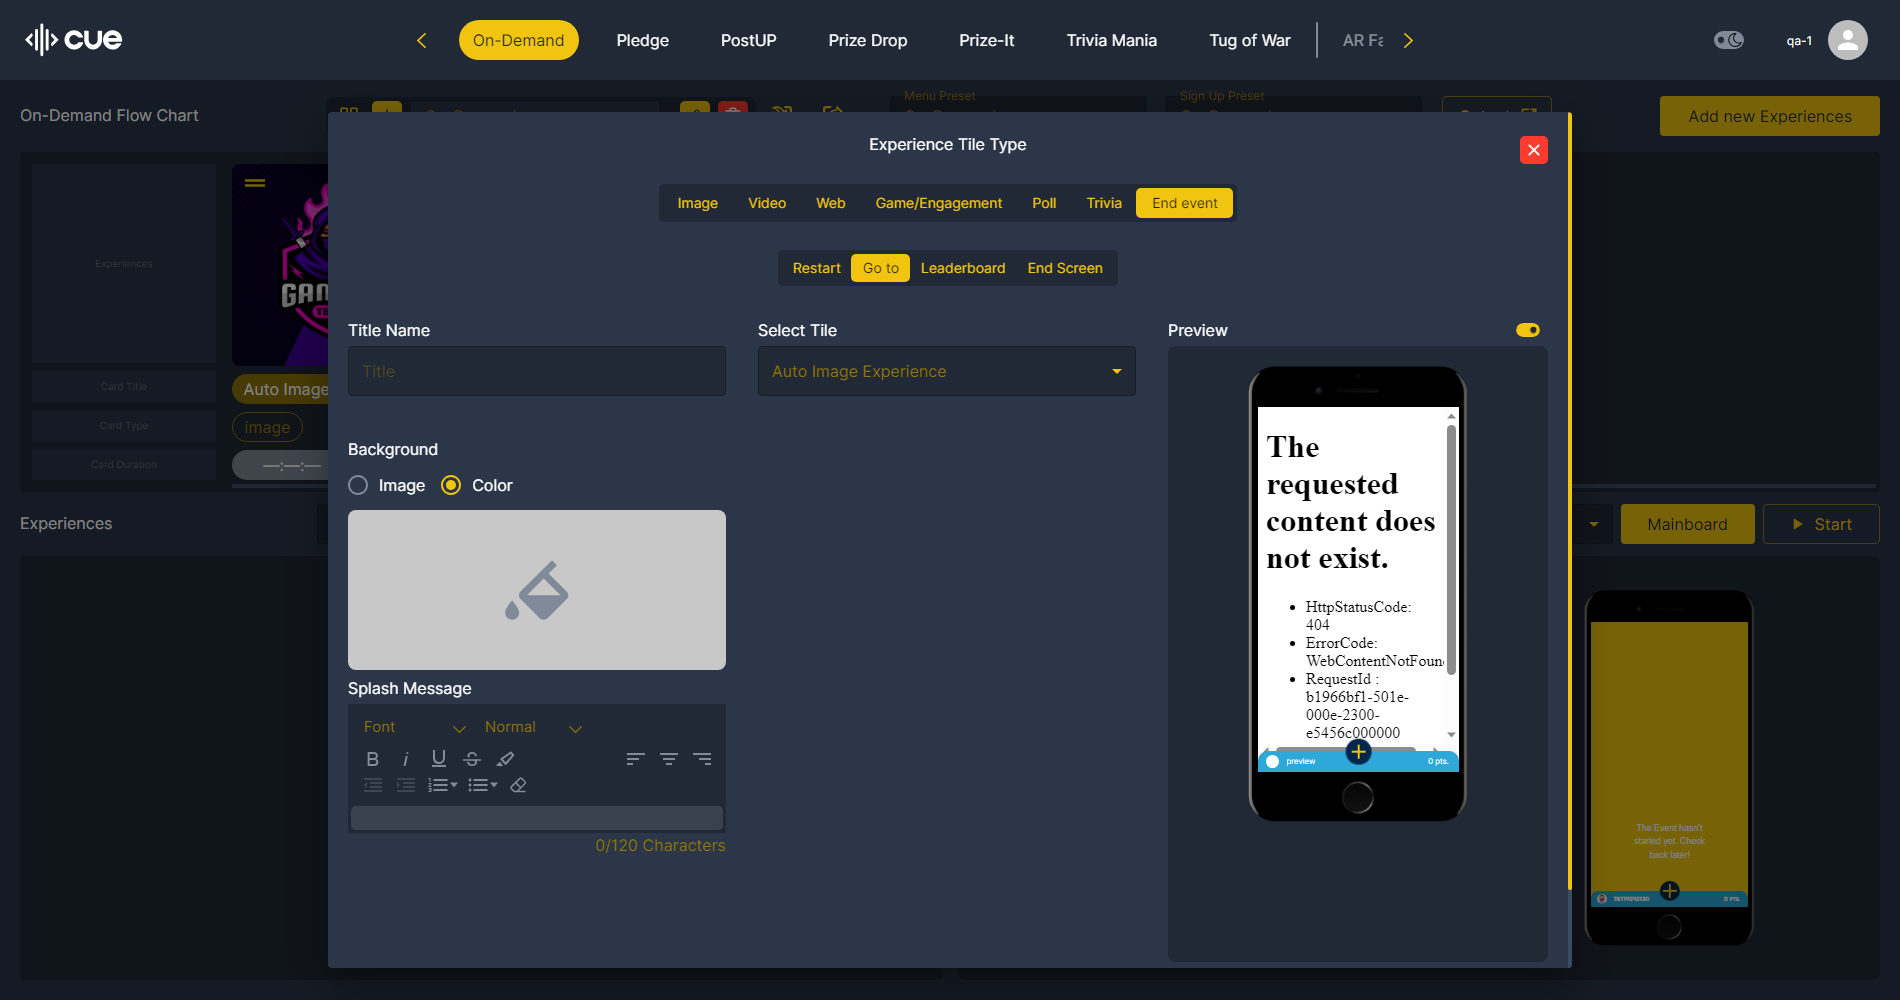 cue
On-Demand
Pledge
PostUP
Prize Drop
Prize-It
Trivia Mania
Tug of War
AR Fa
qa-1
On-Demand Flow Chart
Menu Preset
Sign Up Preset
Add new Experiences
Experience Tile Type
Image
Video
Web
Game/Engagement
Poll
Trivia
End event
Restart
Go to
Leaderboard
End Screen
Experiences
GAM
Card Title
Auto Image
Card Type
image
Card Duration
—:—:—
Title Name
Title
Select Tile
Auto Image Experience
Preview
Background
Image
Color
Splash Message
Font
Normal
0/120 Characters
The
requested
content does
not exist.
HttpStatusCode:
404
ErrorCode:
WebContentNotFoun
RequestId :
b1966bf1-501e-
000e-2300-
e5456c000000
preview
0 pts.
Experiences
Mainboard
Start
The Event hasn't
started yet. Check
back later!
0 PTS.